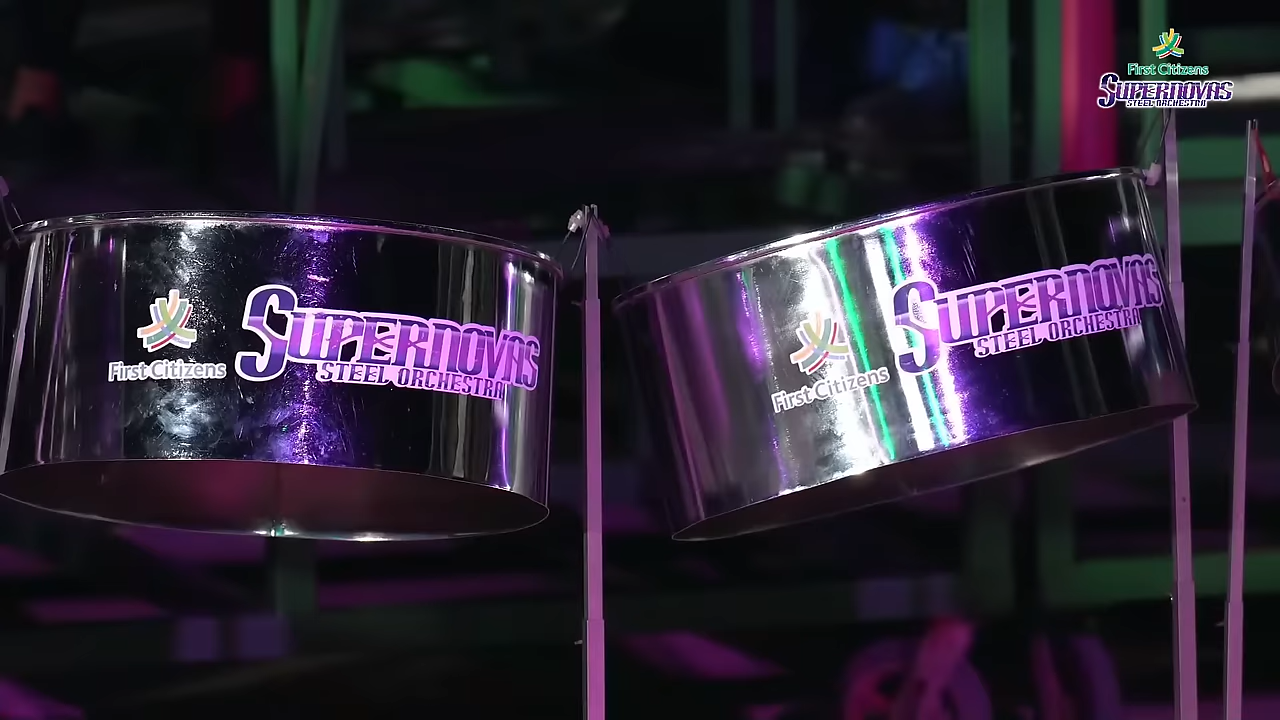 First Citizens
SUPERNOVAS
STEEL ORCHESTRA
First Citizens
SUPERNOVAS
STEEL ORCHESTRA
First Citizens
SUPERNOVAS
STEEL ORCHESTRA